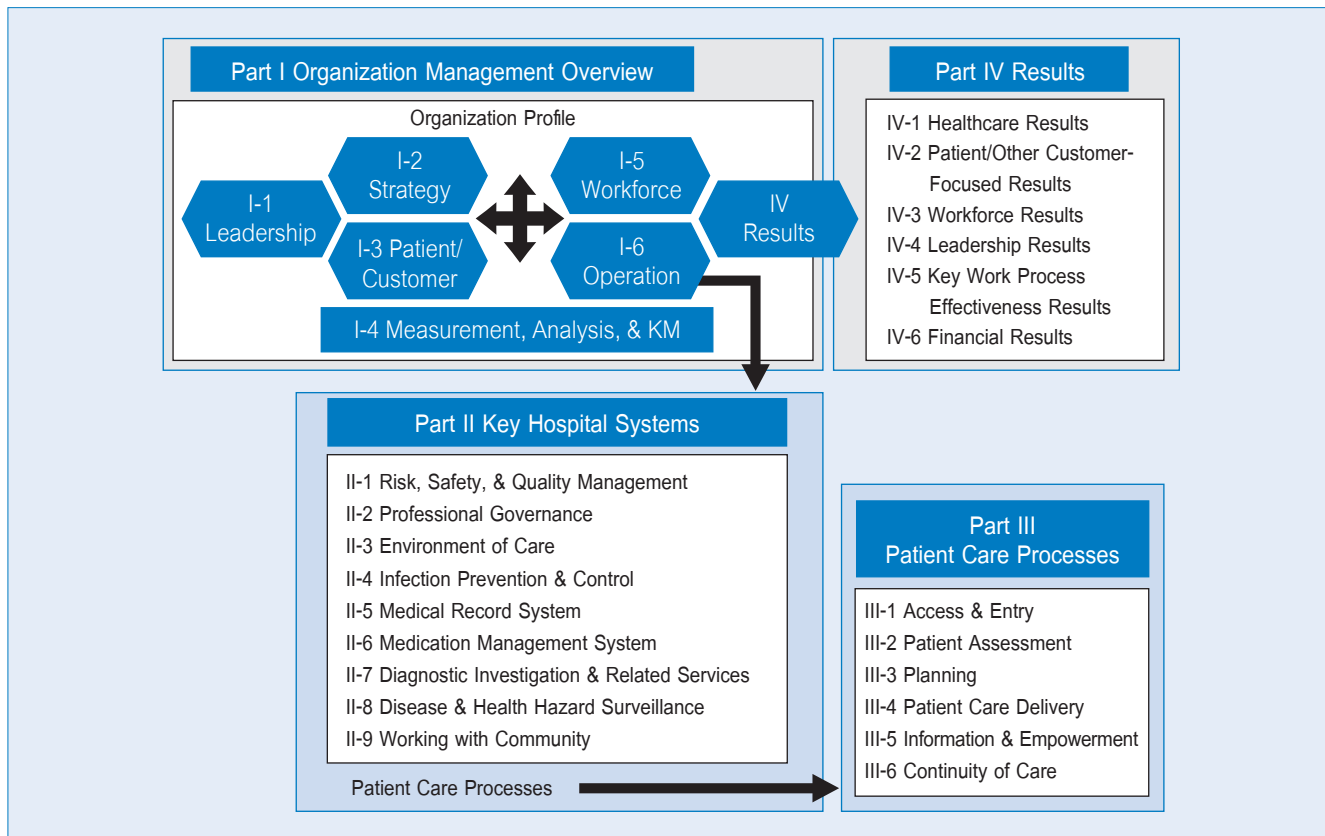 Part I Organization Management Overview
Organization Profile
I-1
Leadership
I-2
Strategy
I-3 Patient/
Customer
I-5
Workforce
I-6
Operation
IV
Results
I-4 Measurement, Analysis, & KM
Part IV Results
IV-1 Healthcare Results
IV-2 Patient/Other Customer-
Focused Results
IV-3 Workforce Results
IV-4 Leadership Results
IV-5 Key Work Process
Effectiveness Results
IV-6 Financial Results
Part II Key Hospital Systems
II-1 Risk, Safety, & Quality Management
II-2 Professional Governance
II-3 Environment of Care
II-4 Infection Prevention & Control
II-5 Medical Record System
II-6 Medication Management System
II-7 Diagnostic Investigation & Related Services
II-8 Disease & Health Hazard Surveillance
II-9 Working with Community
Patient Care Processes
Part III
Patient Care Processes
III-1 Access & Entry
III-2 Patient Assessment
III-3 Planning
III-4 Patient Care Delivery
III-5 Information & Empowerment
III-6 Continuity of Care